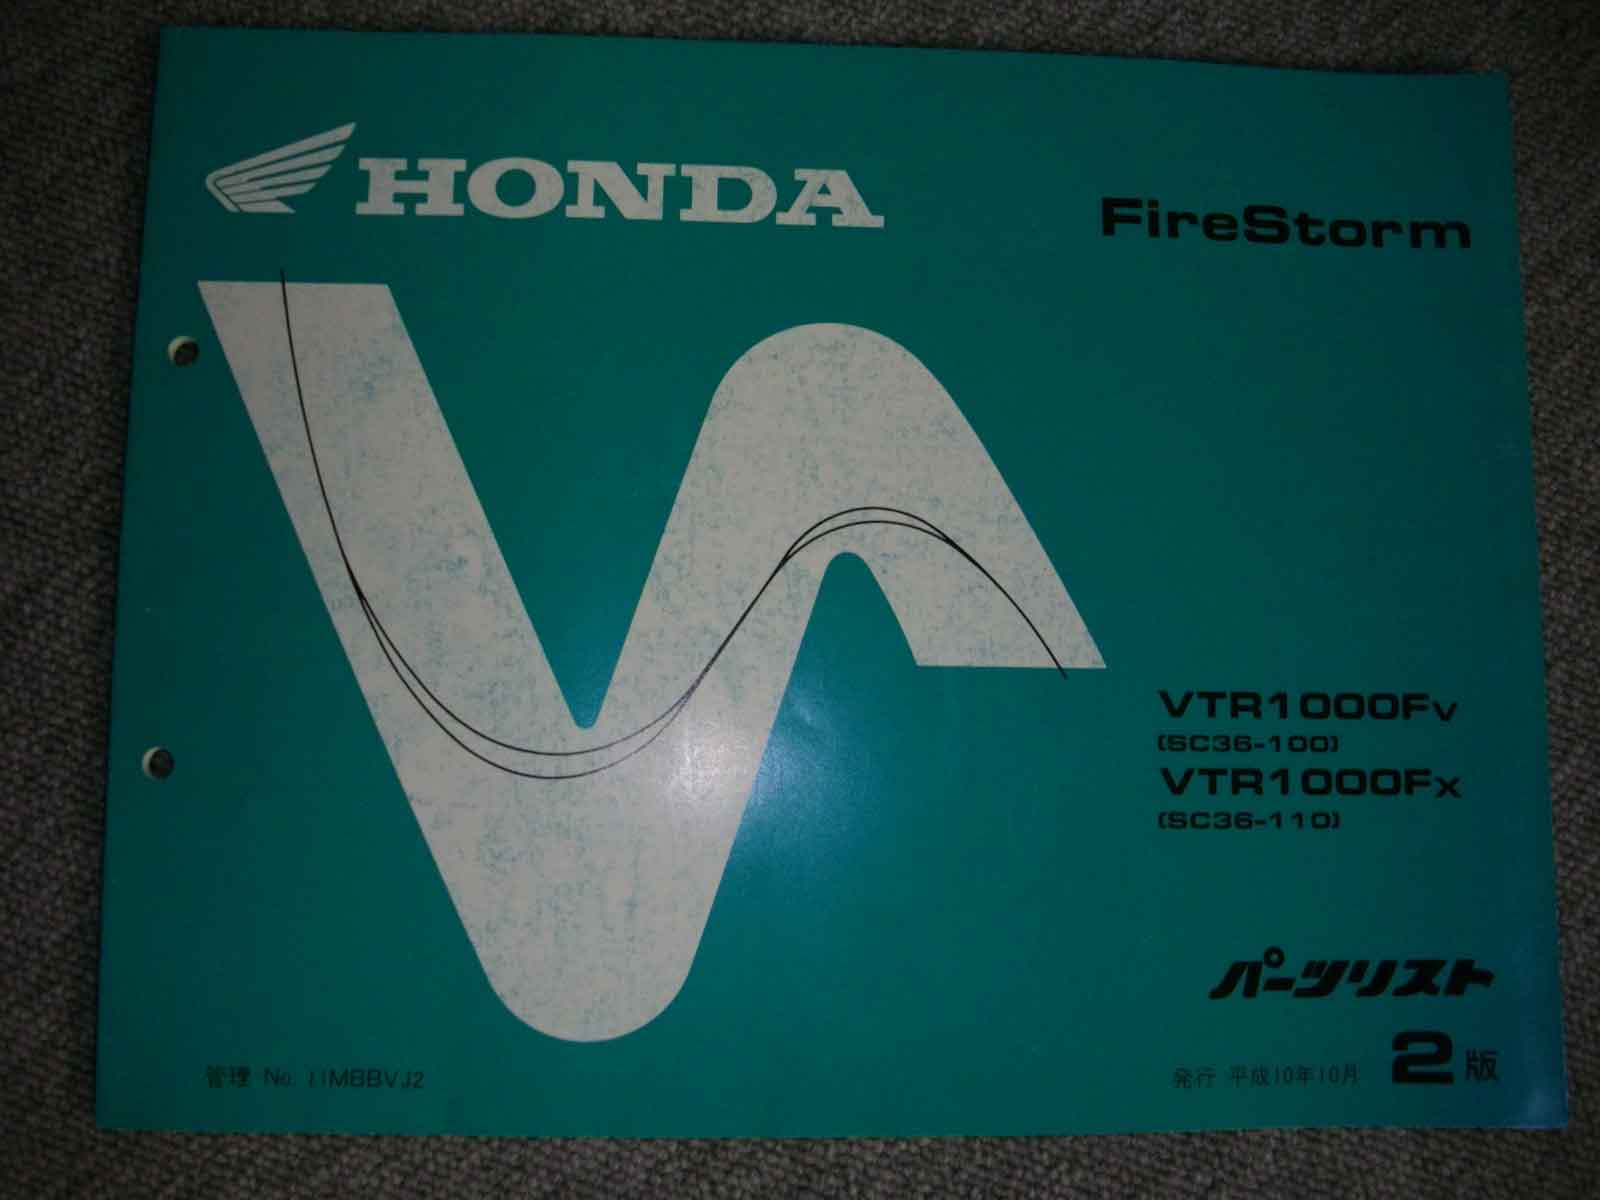 HONDA
FireStorm
VTR1000Fv
(SC36-100)
VTR1000Fx
(SC36-110)
パーツリスト
管理 No. 11MBBVJ2
発行 平成10年10月 2版